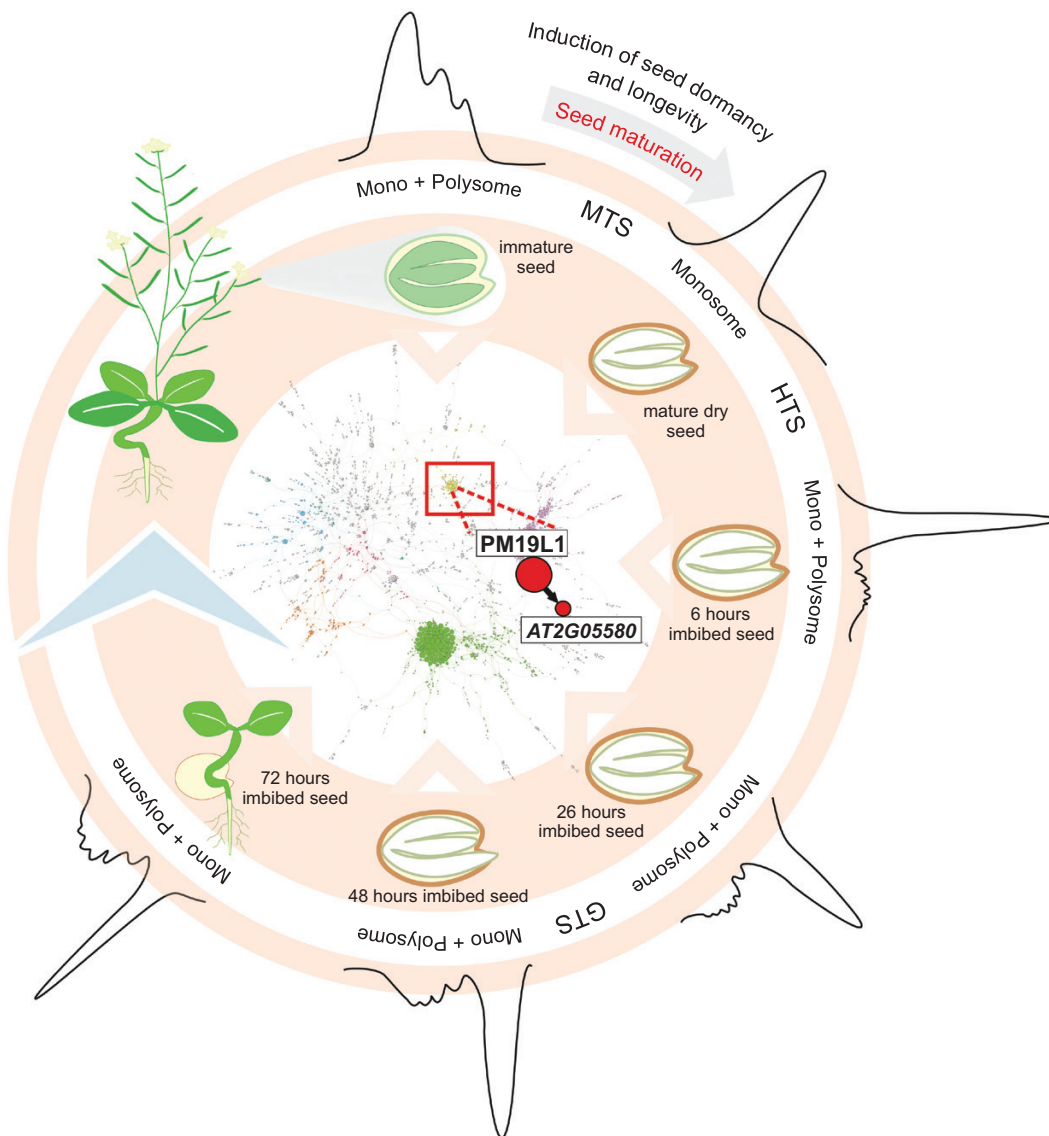 Induction of seed dormancy
and longevity
Seed maturation
Mono + Polysome
MTS
immature
seed
Monosome
mature dry
seed
HTS
Mono + Polysome
PM19L1
AT2G05580
6 hours
imbibed seed
26 hours
imbibed seed
Mono + Polysome
GTS
48 hours imbibed seed
Mono + Polysome
72 hours
imbibed seed
Mono + Polysome